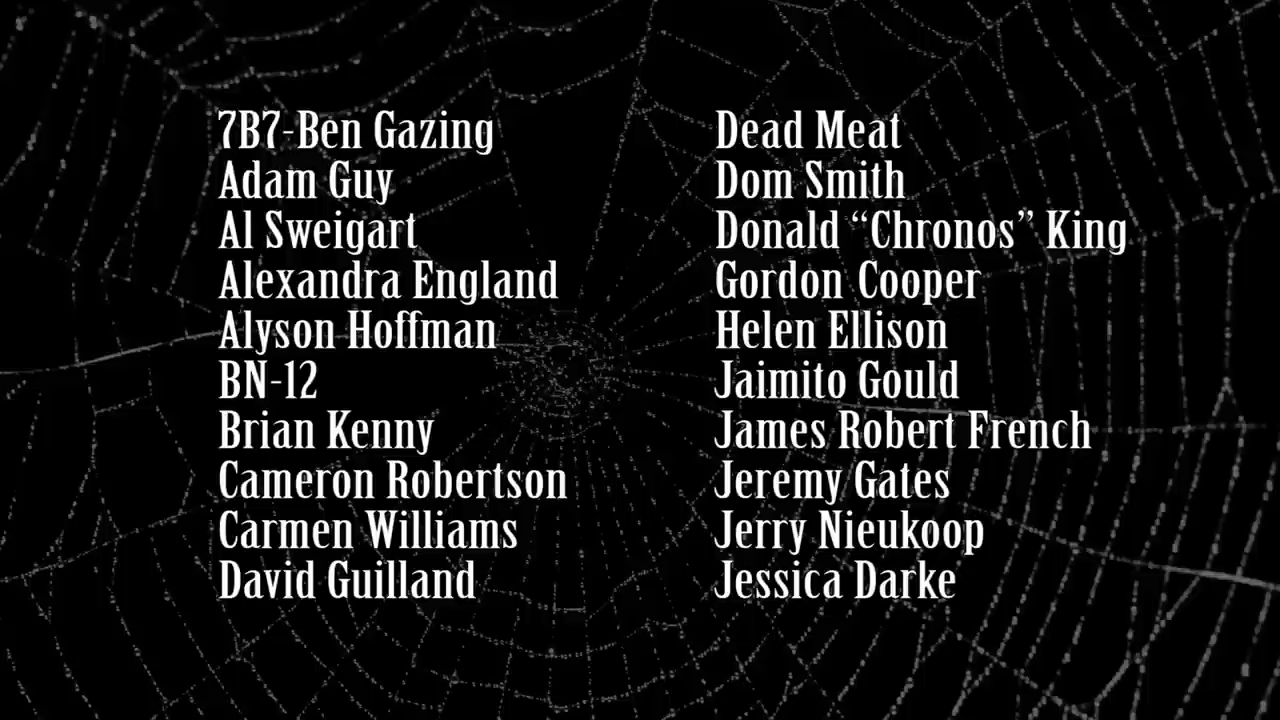 7B7-Ben Gazing
Adam Guy
Al Sweigart
Alexandra England
Alyson Hoffman
BN-12
Brian Kenny
Cameron Robertson
Carmen Williams
David Guilland
Dead Meat
Dom Smith
Donald “Chronos” King
Gordon Cooper
Helen Ellison
Jaimito Gould
James Robert French
Jeremy Gates
Jerry Nieukoop
Jessica Darke